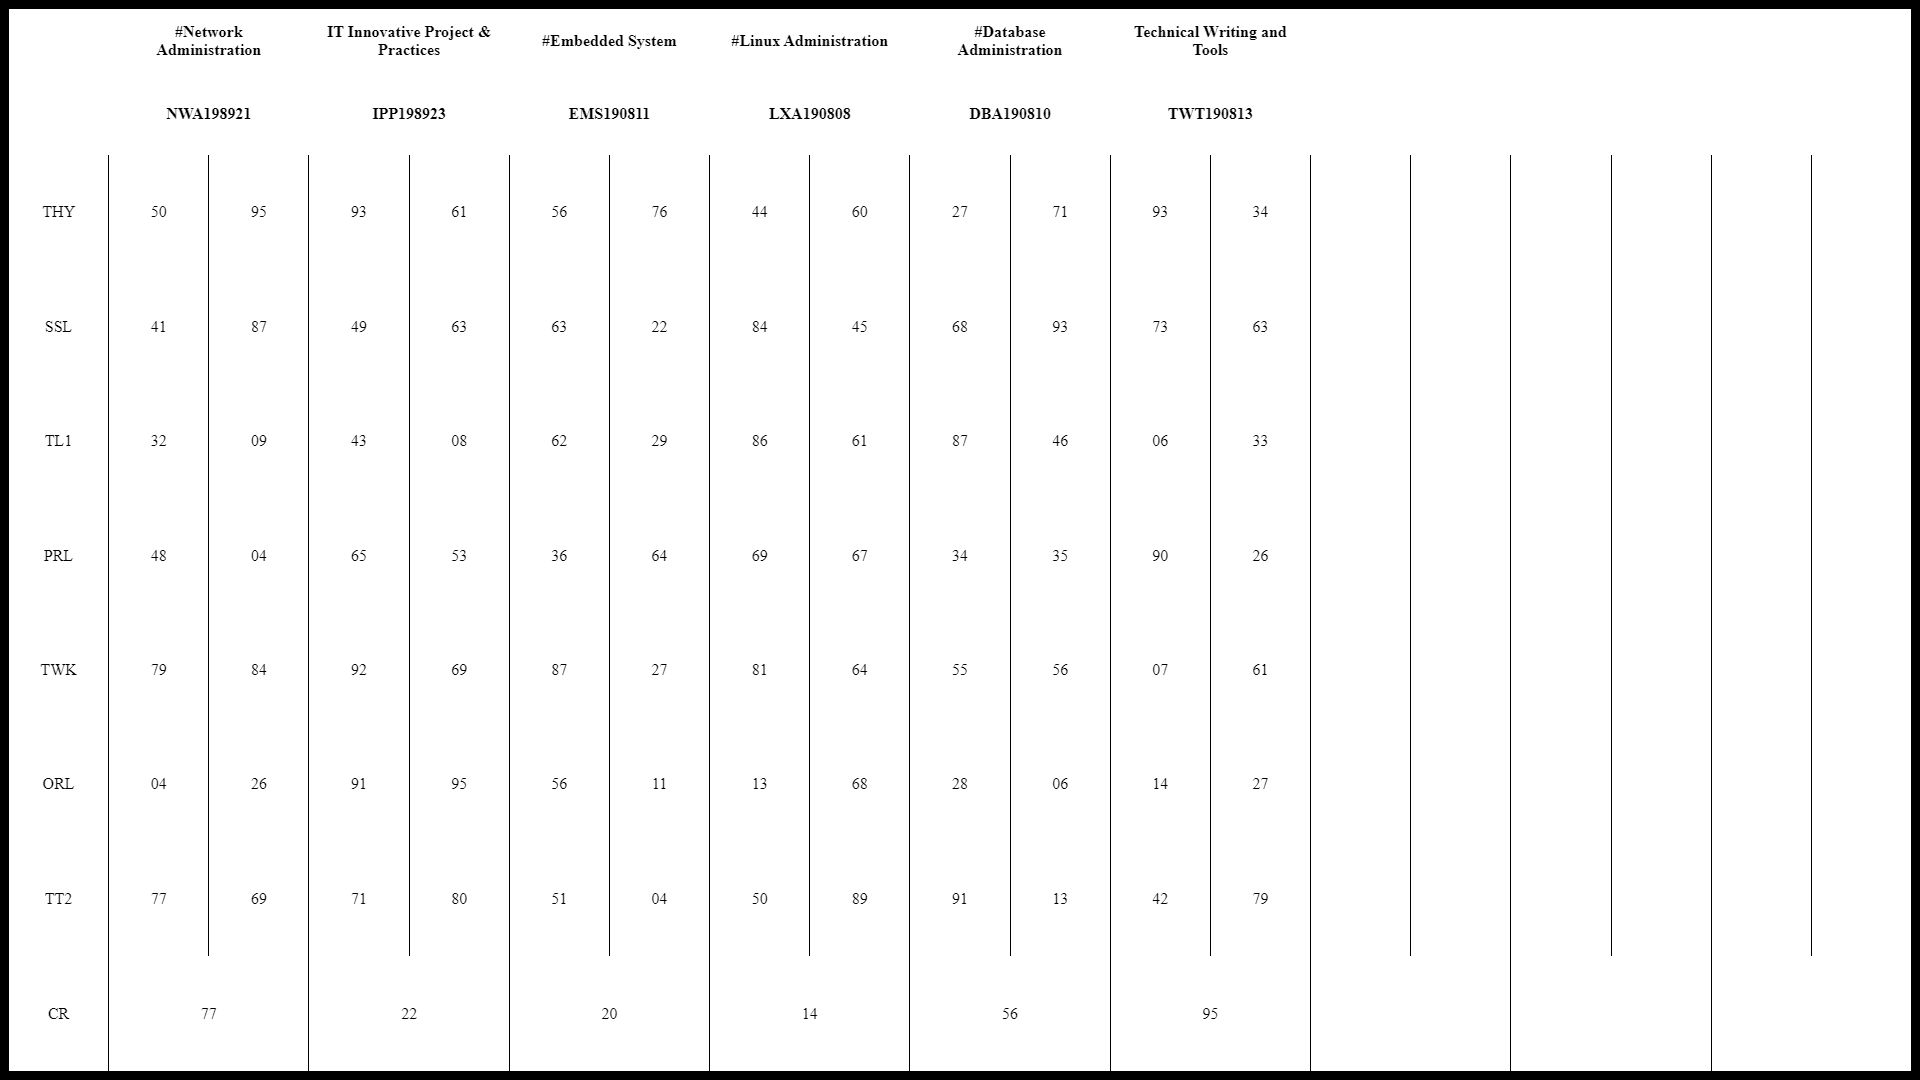 #Network Administration IT Innovative Project & Practices #Embedded System #Linux Administration #Database Administration Technical Writing and Tools
NWA198921 IPP198923 EMS190811 LXA190808 DBA190810 TWT190813
THY 50 95 93 61 56 76 44 60 27 71 93 34
SSL 41 87 49 63 63 22 84 45 68 93 73 63
TL1 32 09 43 08 62 29 86 61 87 46 06 33
PRL 48 04 65 53 36 64 69 67 34 35 90 26
TWK 79 84 92 69 87 27 81 64 55 56 07 61
ORL 04 26 91 95 56 11 13 68 28 06 14 27
TT2 77 69 71 80 51 04 50 89 91 13 42 79
CR 77 22 20 14 56 95